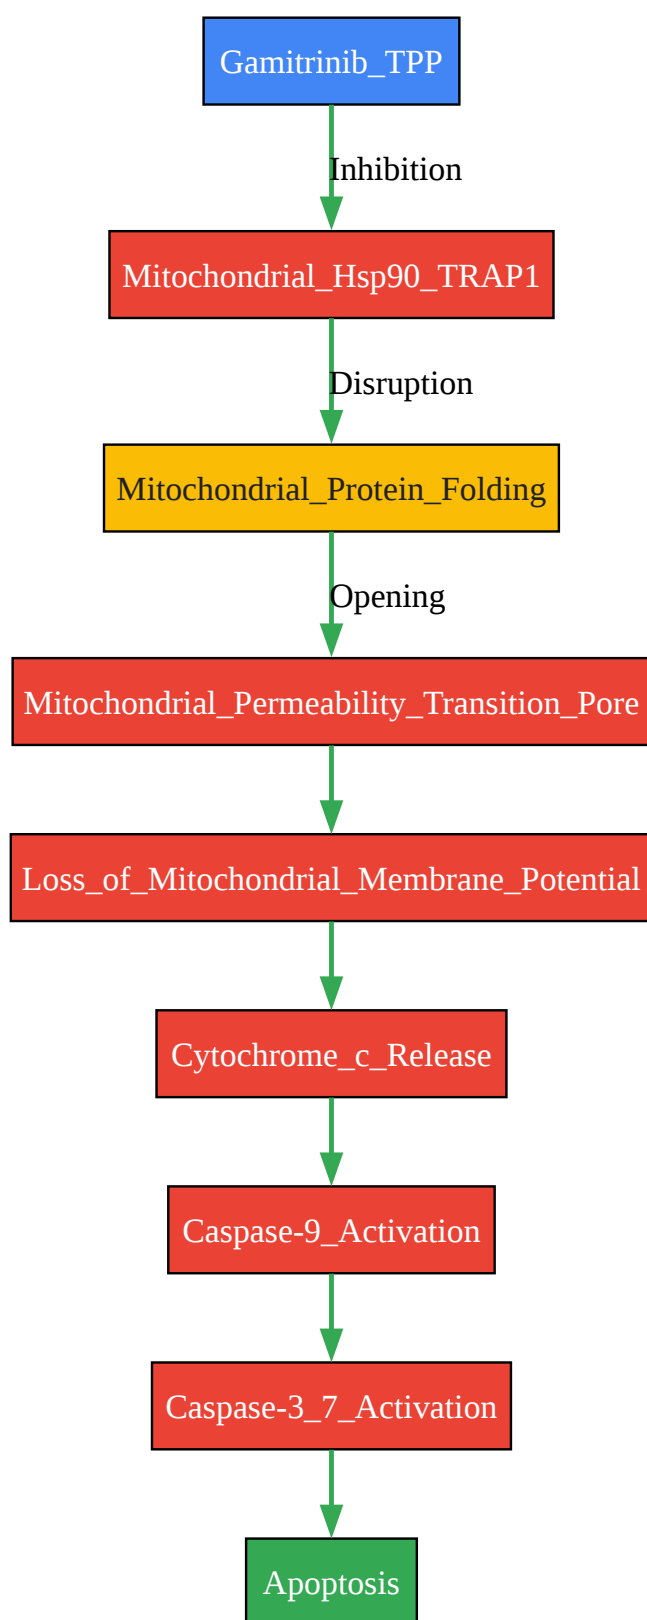 Gamitrinib_TPP
Inhibition
Mitochondrial_Hsp90_TRAP1
Disruption
Mitochondrial_Protein_Folding
Opening
Mitochondrial_Permeability_Transition_Pore
Loss_of_Mitochondrial_Membrane_Potential
Cytochrome_c_Release
Caspase-9_Activation
Caspase-3_7_Activation
Apoptosis